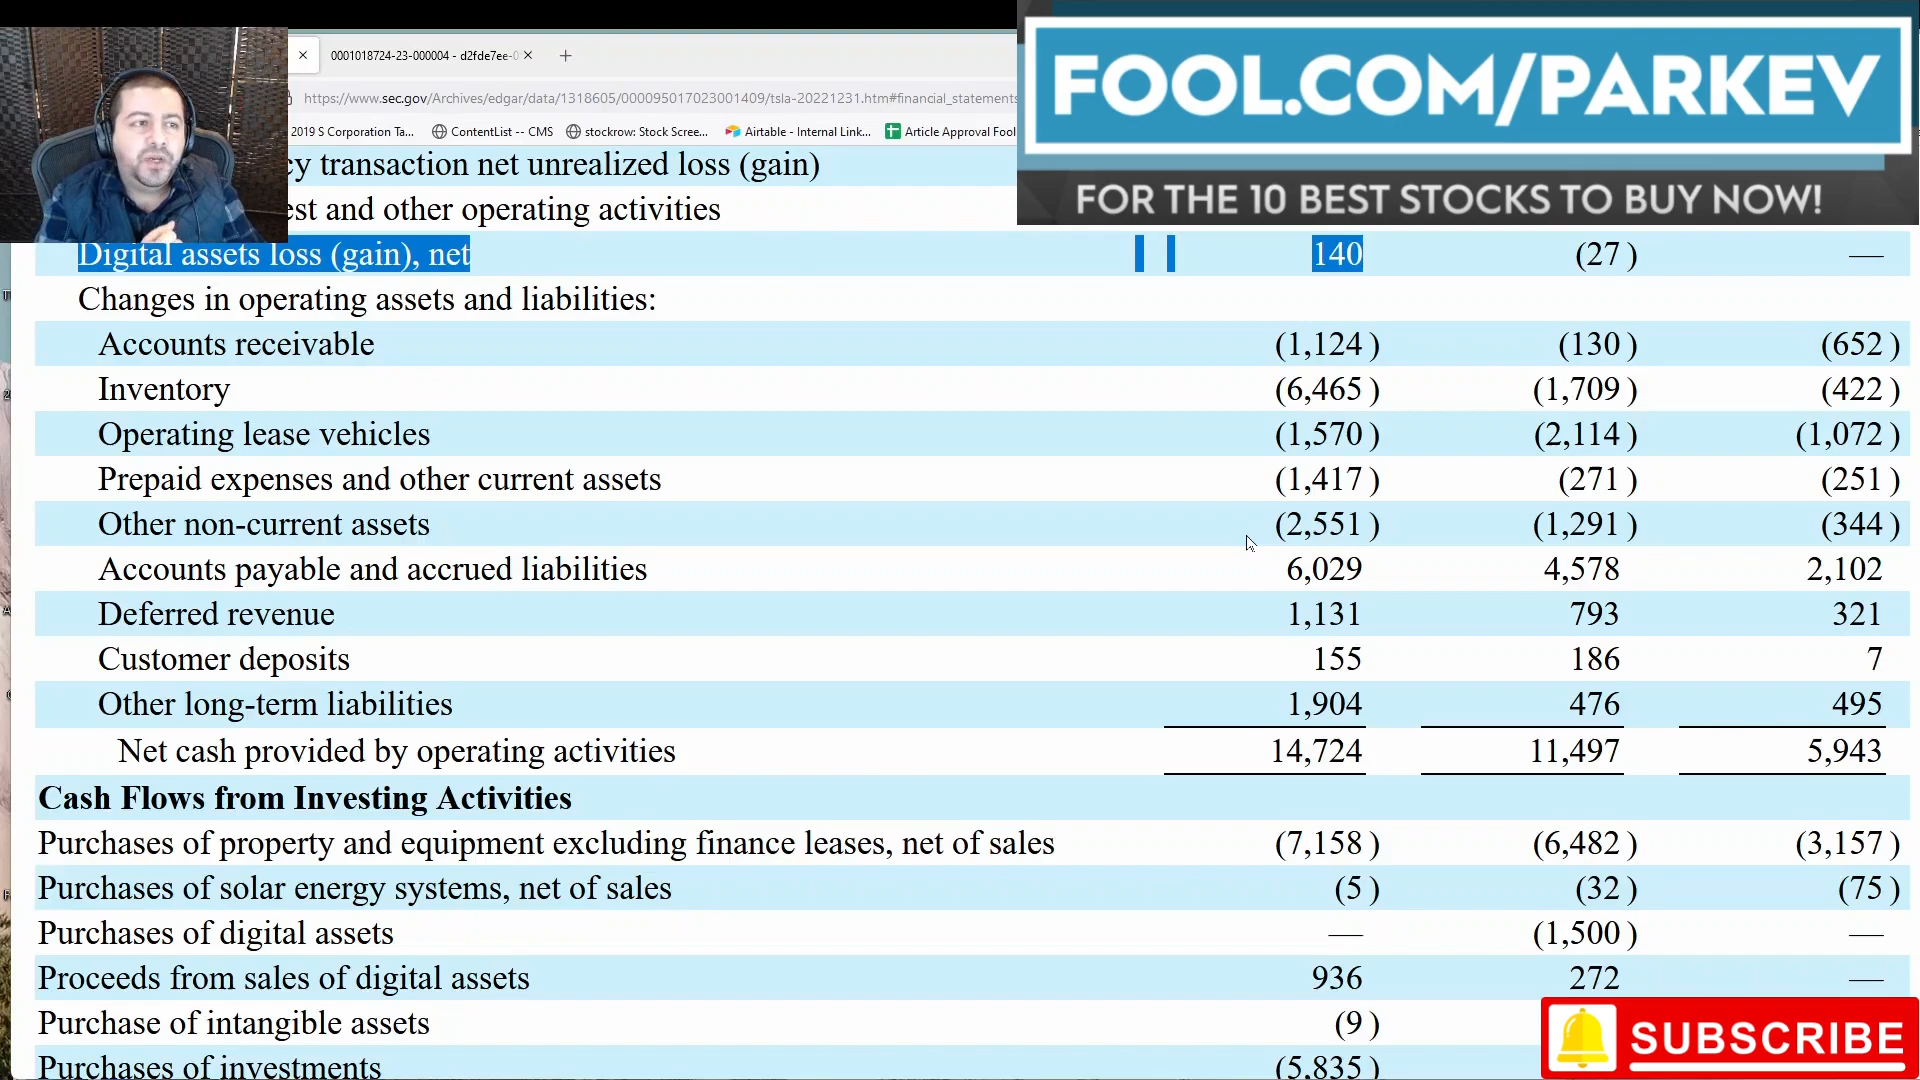 0001018724-23-000004 - d2fde7ee-0
FOOL.COM/PARKEV
https://www.sec.gov/Archives/edgar/data/1318605/000095017023001409/tsla-20221231.htm#financial_statements
2019 S Corporation Ta... ContentList -- CMS stockrow: Stock Scree... Airtable - Internal Link... Article Approval Fool
FOR THE 10 BEST STOCKS TO BUY NOW!
cy transaction net unrealized loss (gain)
est and other operating activities
Digital assets loss (gain), net 140 (27 ) —
Changes in operating assets and liabilities:
Accounts receivable (1,124 ) (130 ) (652 )
Inventory (6,465 ) (1,709 ) (422 )
Operating lease vehicles (1,570 ) (2,114 ) (1,072 )
Prepaid expenses and other current assets (1,417 ) (271 ) (251 )
Other non-current assets (2,551 ) (1,291 ) (344 )
Accounts payable and accrued liabilities 6,029 4,578 2,102
Deferred revenue 1,131 793 321
Customer deposits 155 186 7
Other long-term liabilities 1,904 476 495
Net cash provided by operating activities 14,724 11,497 5,943
Cash Flows from Investing Activities
Purchases of property and equipment excluding finance leases, net of sales (7,158 ) (6,482 ) (3,157 )
Purchases of solar energy systems, net of sales (5 ) (32 ) (75 )
Purchases of digital assets — (1,500 ) —
Proceeds from sales of digital assets 936 272 —
Purchase of intangible assets (9 )
Purchases of investments (5,835 )
SUBSCRIBE